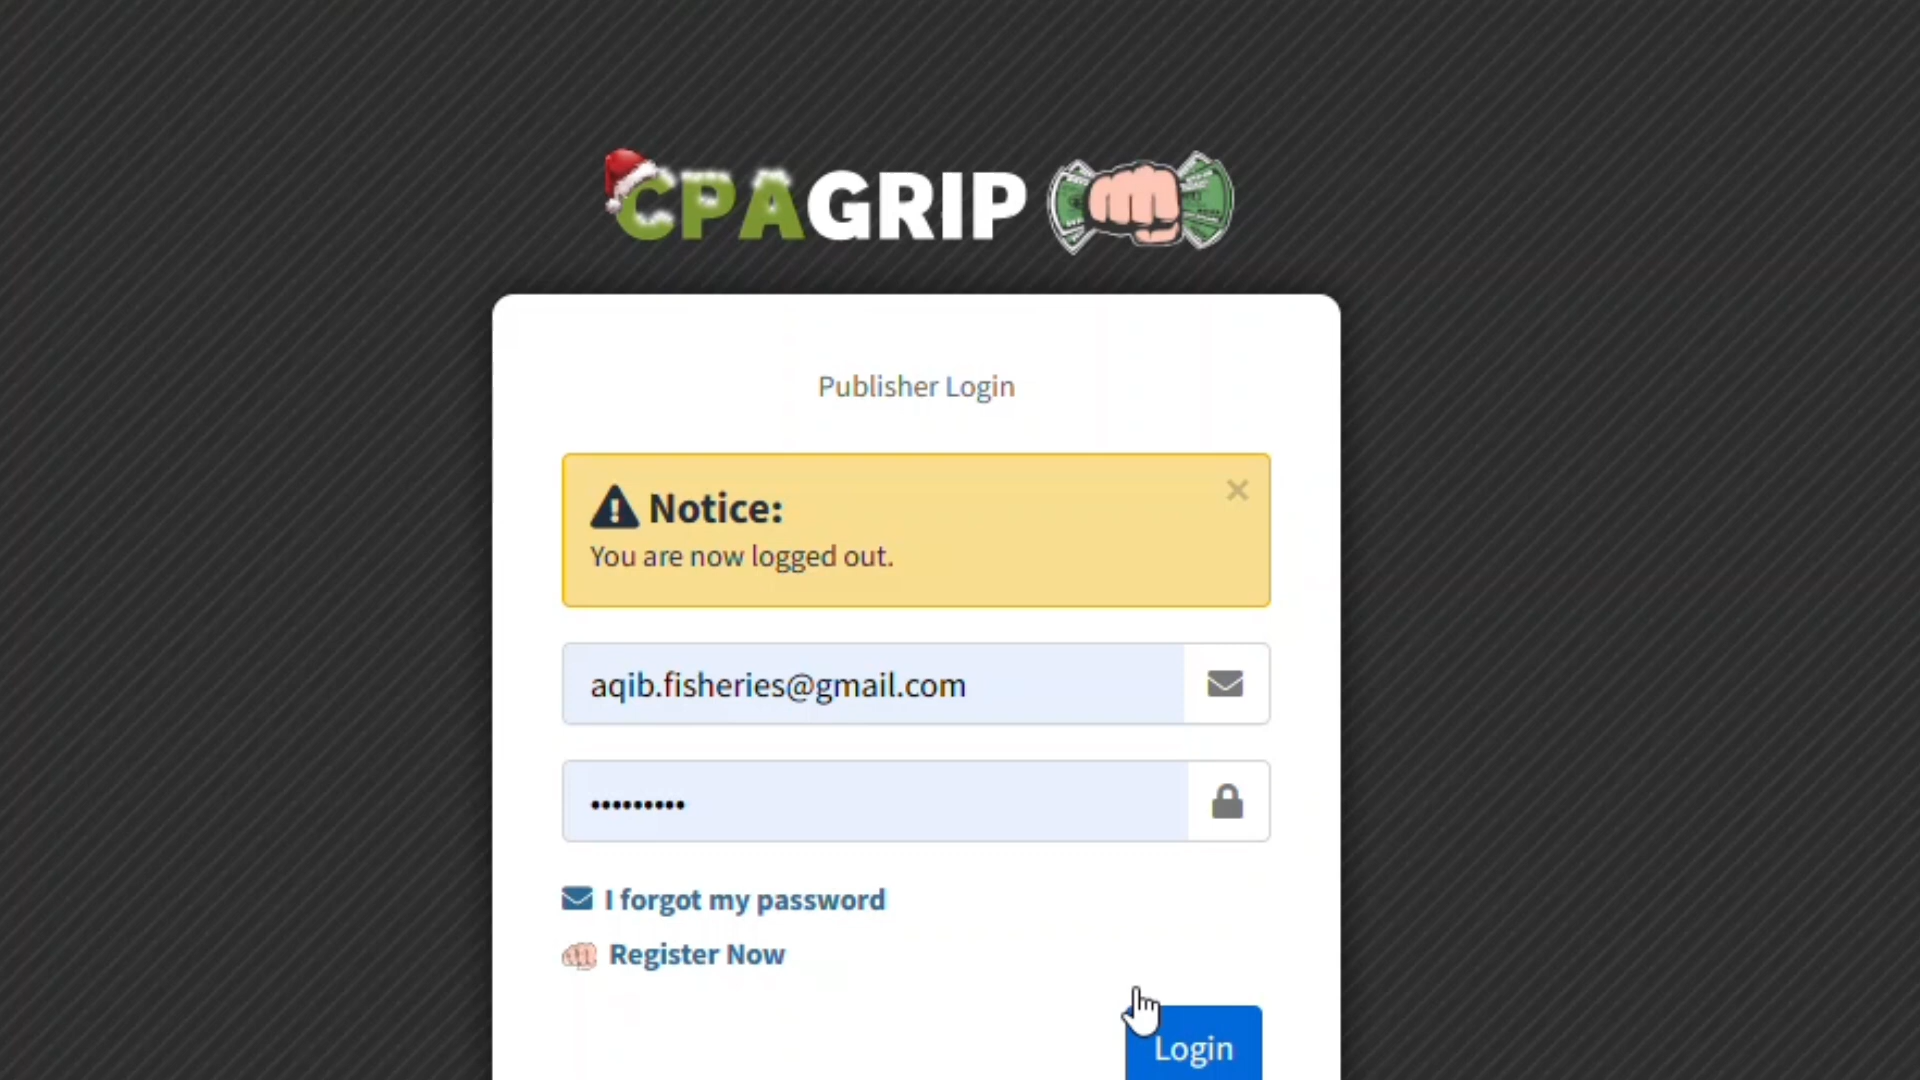 CPAGRIP
Publisher Login
Notice:
You are now logged out.
aqib.fisheries@gmail.com
•••••••••
I forgot my password
Register Now
Login